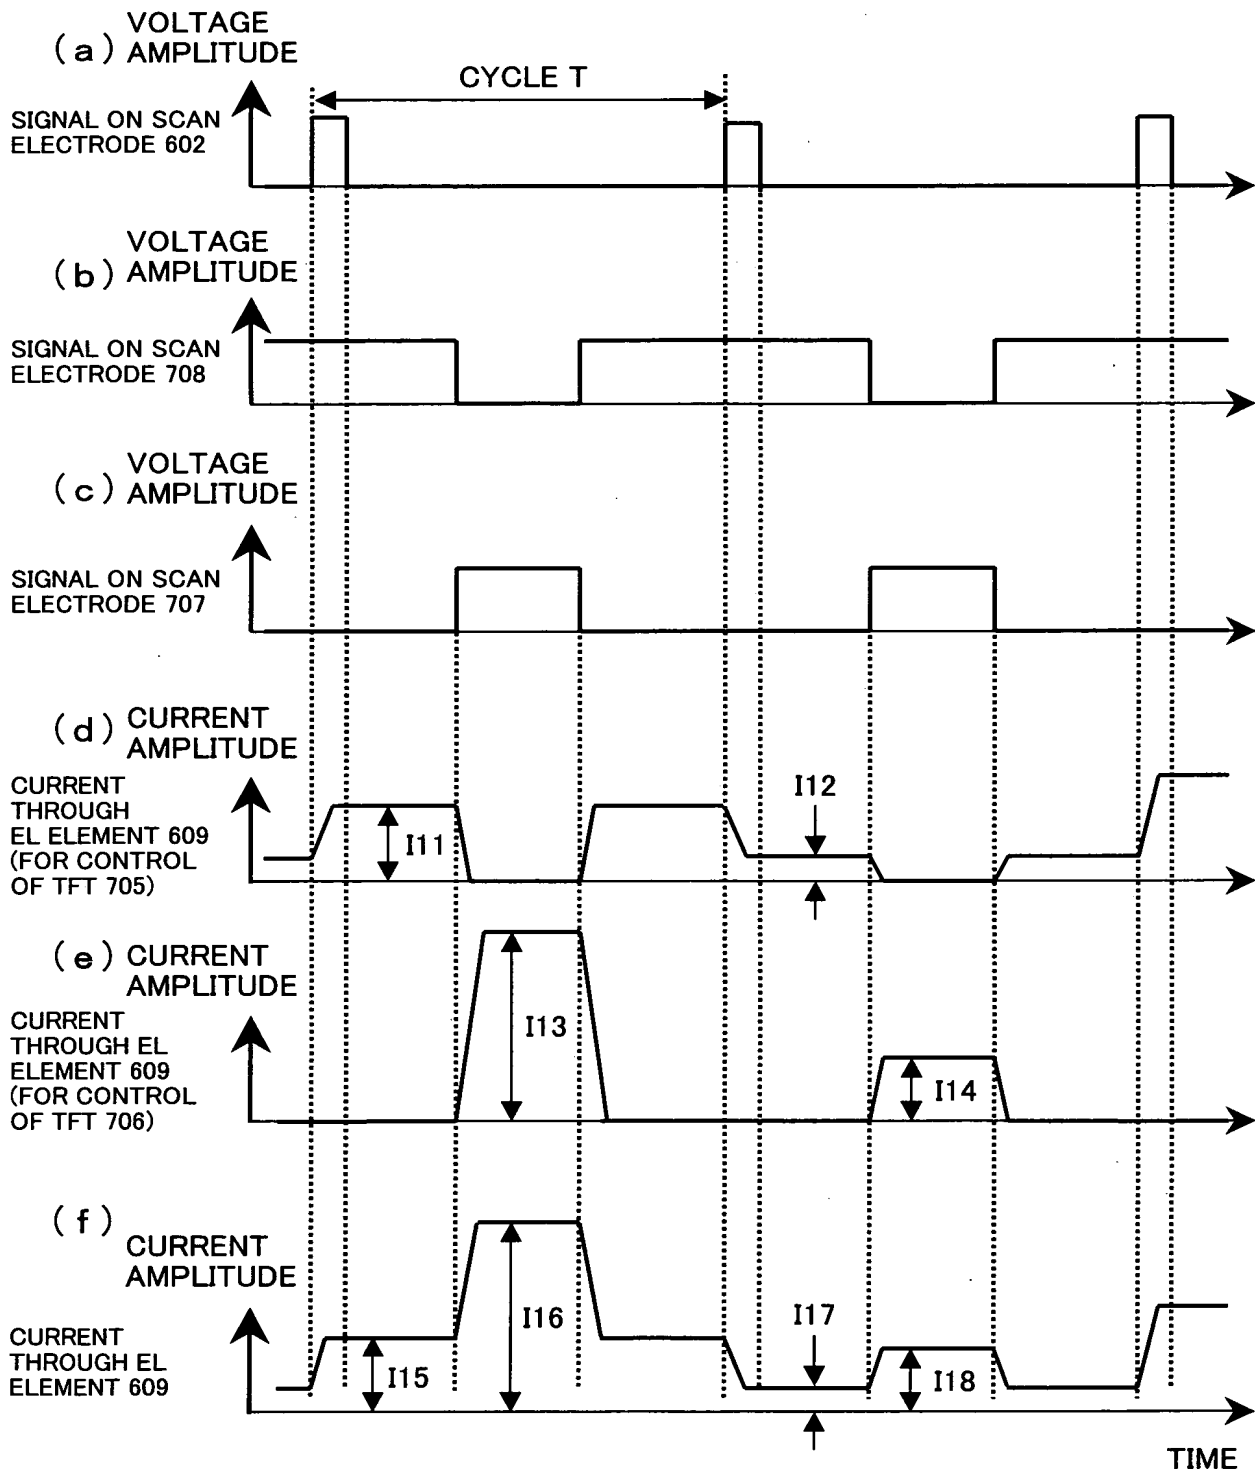 (a) VOLTAGE
AMPLITUDE
CYCLE T
SIGNAL ON SCAN
ELECTRODE 602
(b) VOLTAGE
AMPLITUDE
SIGNAL ON SCAN
ELECTRODE 708
(c) VOLTAGE
AMPLITUDE
SIGNAL ON SCAN
ELECTRODE 707
(d) CURRENT
AMPLITUDE
CURRENT
THROUGH
EL ELEMENT 609
(FOR CONTROL
OF TFT 705)
I11
I12
(e) CURRENT
AMPLITUDE
CURRENT
THROUGH EL
ELEMENT 609
(FOR CONTROL
OF TFT 706)
I13
I14
(f)
CURRENT
AMPLITUDE
CURRENT
THROUGH EL
ELEMENT 609
I15
I16
I17
I18
TIME